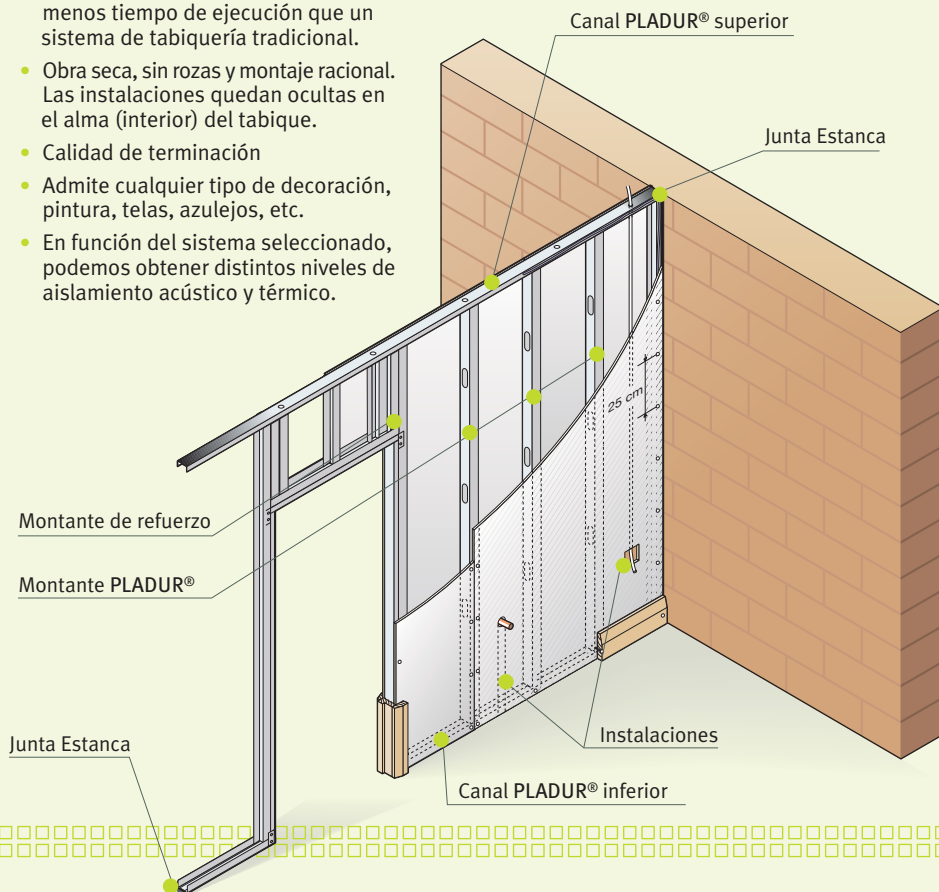 menos tiempo de ejecución que un
sistema de tabiquería tradicional.
• Obra seca, sin rozas y montaje racional.
Las instalaciones quedan ocultas en
el alma (interior) del tabique.
• Calidad de terminación
• Admite cualquier tipo de decoración,
pintura, telas, azulejos, etc.
• En función del sistema seleccionado,
podemos obtener distintos niveles de
aislamiento acústico y térmico.
Canal PLADUR® superior
Junta Estanca
25 cm
Montante de refuerzo
Montante PLADUR®
Junta Estanca
Instalaciones
Canal PLADUR® inferior